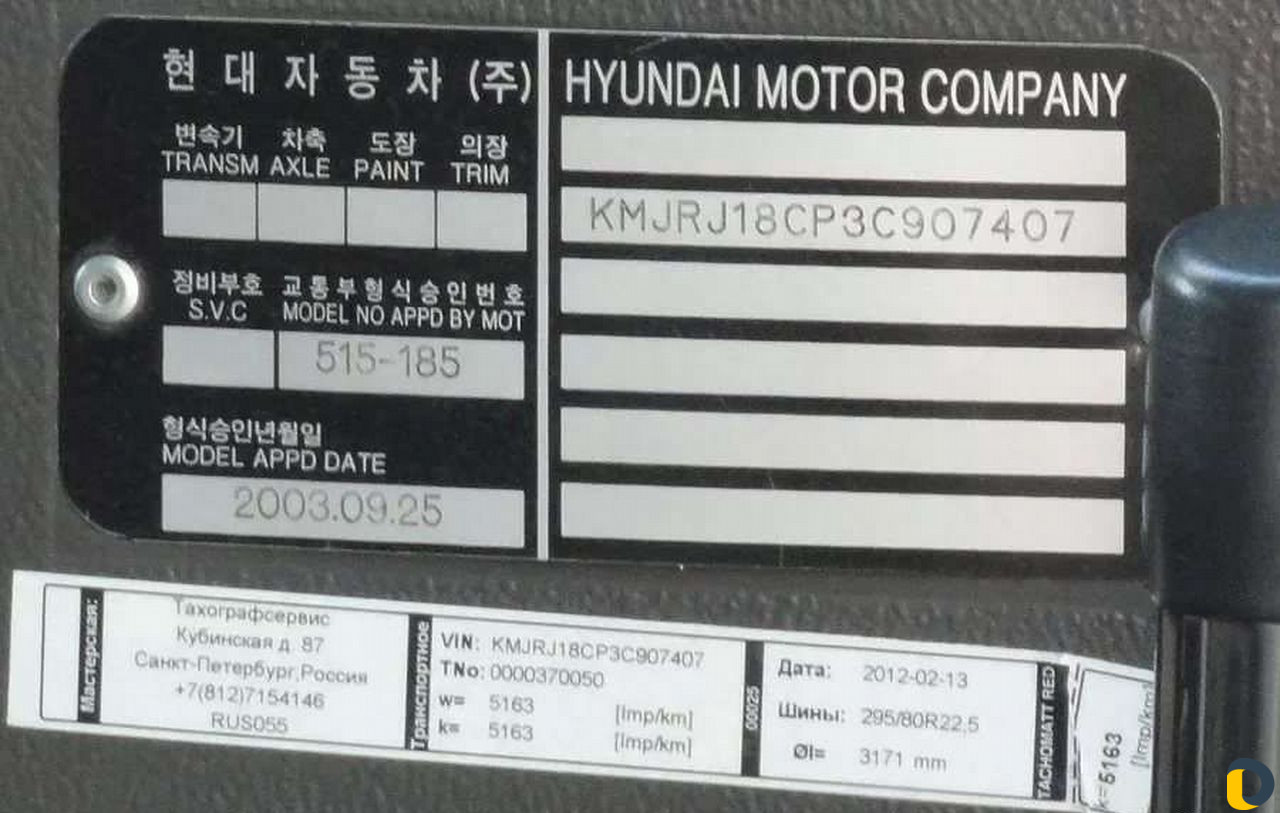 현대자동차(주)
변속기 차축 도장 의장
TRANSM AXLE PAINT TRIM
정비부호 교통부형식승인번호
S.V.C MODEL NO APPD BY MOT
515-185
형식승인년월일
MODEL APPD DATE
2003.09.25
HYUNDAI MOTOR COMPANY
KMJRJ18CP3C907407
Мастерская:
Тахографсервис
Кубинская д. 87
Санкт-Петербург,Россия
+7(812)7154146
RUS055
Транспортное
VIN: KMJRJ18CP3C907407
TNo: 0000370050
w= 5163 [Imp/km]
k= 5163 [Imp/km]
00025
Дата: 2012-02-13
Шины: 295/80R22,5
Øl= 3171 mm
TACHOMATT RED
k=5163
[Imp/km]